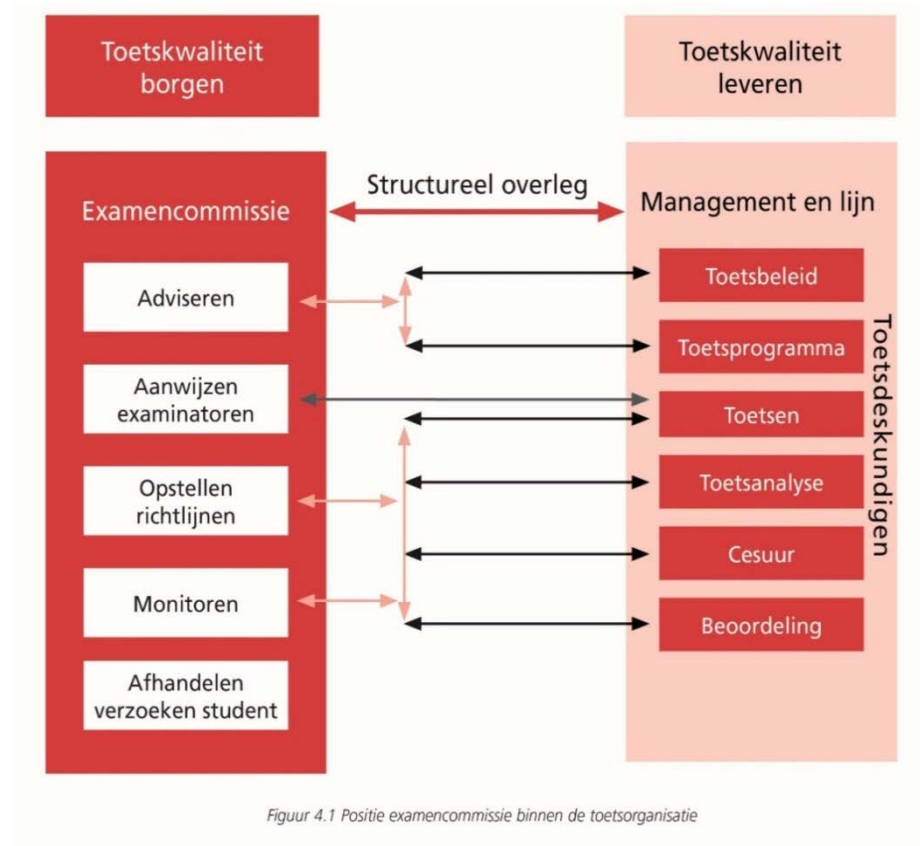 Toetskwaliteit
borgen
Toetskwaliteit
leveren
Structureel overleg
Examencommissie
Management en lijn
Adviseren
Aanwijzen
examinatoren
Opstellen
richtlijnen
Monitoren
Afhandelen
verzoeken student
Toetsbeleid
Toetsprogramma
Toetsen
Toetsanalyse
Cesuur
Beoordeling
Toetsdeskundigen
Figuur 4.1 Positie examencommissie binnen de toetsorganisatie